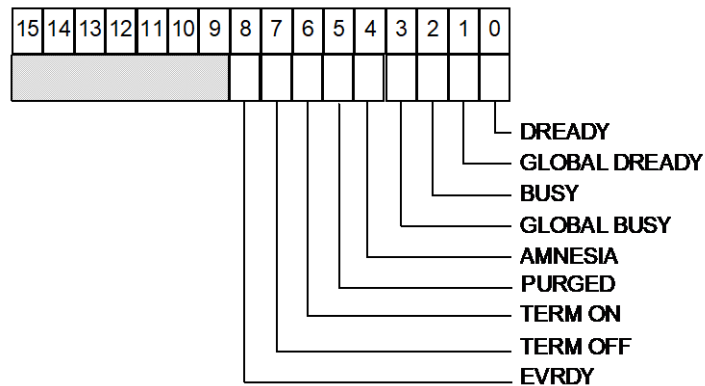 15 14 13 12 11 10 9 8 7 6 5 4 3 2 1 0
DREADY
GLOBAL DREADY
BUSY
GLOBAL BUSY
AMNESIA
PURGED
TERM ON
TERM OFF
EVRDY